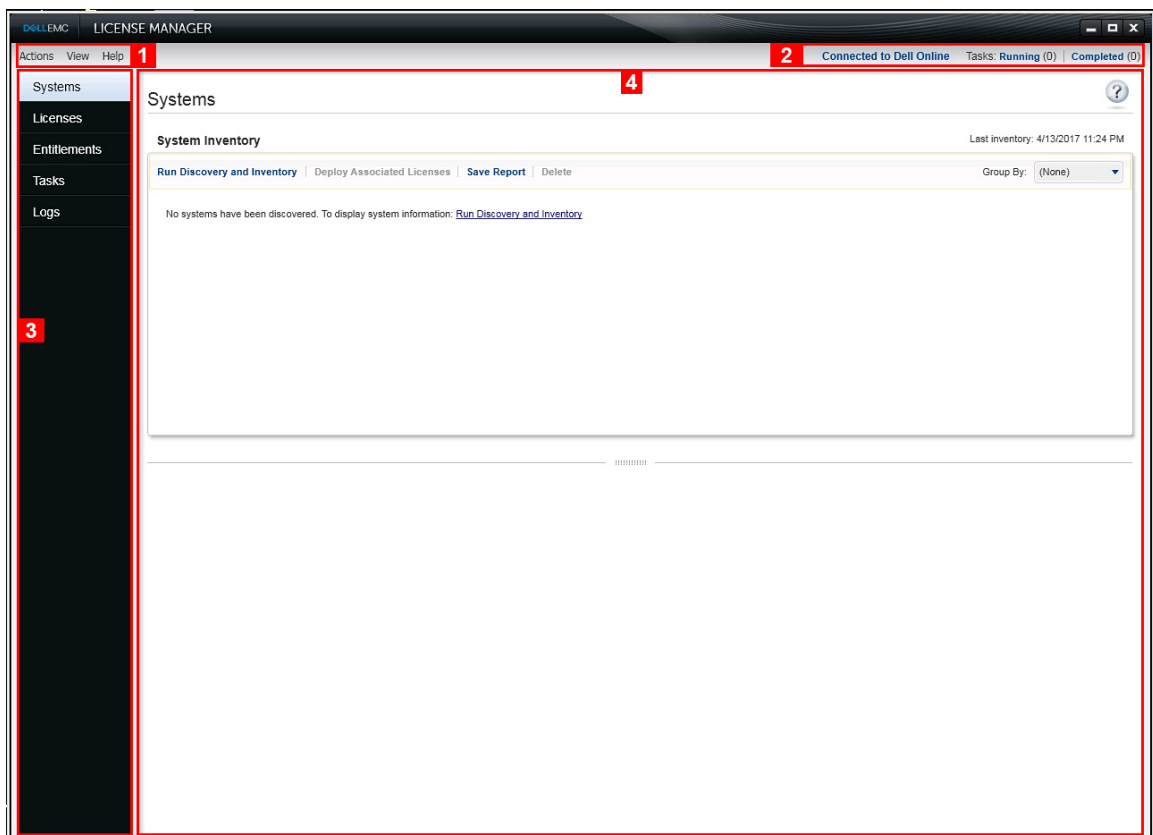 DELLEMC LICENSE MANAGER
Actions View Help 1 2 Connected to Dell Online Tasks: Running (0) Completed (0)
4
Systems
Licenses
Entitlements
Tasks
Logs
3
Systems ?
System Inventory Last inventory: 4/13/2017 11:24 PM
Run Discovery and Inventory Deploy Associated Licenses Save Report Delete Group By: (None)
No systems have been discovered. To display system information: Run Discovery and Inventory